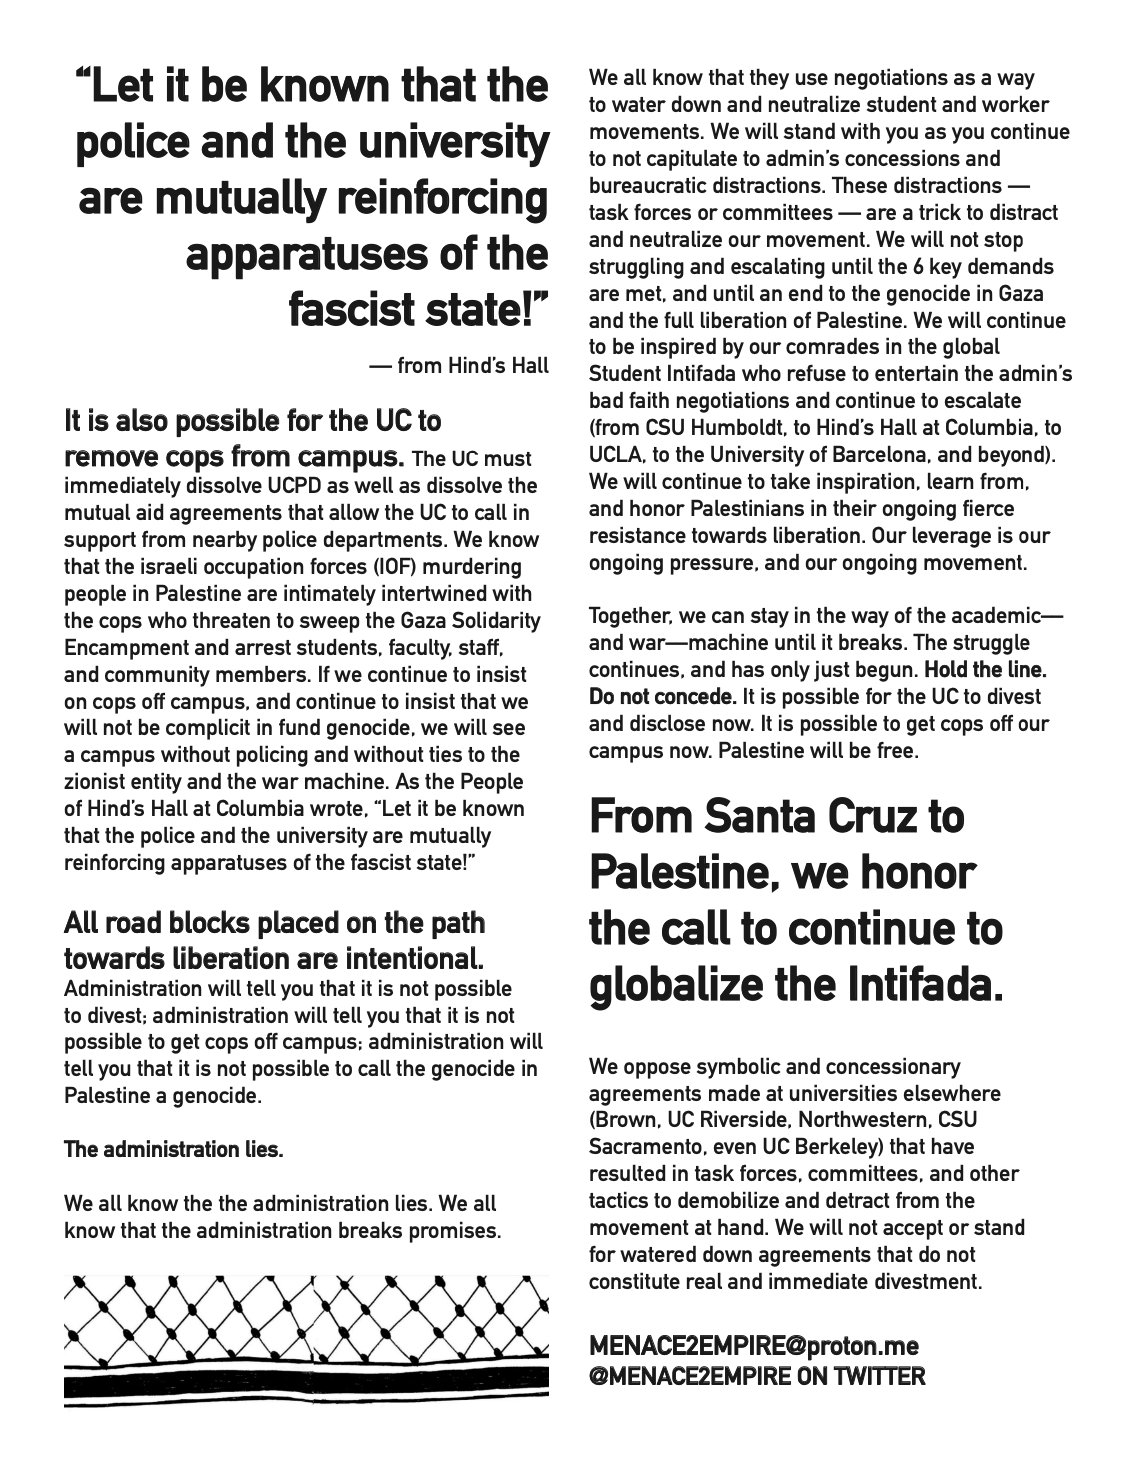 “Let it be known that the
police and the university
are mutually reinforcing
apparatuses of the
fascist state!”
— from Hind’s Hall
It is also possible for the UC to
remove cops from campus. The UC must
immediately dissolve UCPD as well as dissolve the
mutual aid agreements that allow the UC to call in
support from nearby police departments. We know
that the israeli occupation forces (IOF) murdering
people in Palestine are intimately intertwined with
the cops who threaten to sweep the Gaza Solidarity
Encampment and arrest students, faculty, staff,
and community members. If we continue to insist
on cops off campus, and continue to insist that we
will not be complicit in fund genocide, we will see
a campus without policing and without ties to the
zionist entity and the war machine. As the People
of Hind’s Hall at Columbia wrote, “Let it be known
that the police and the university are mutually
reinforcing apparatuses of the fascist state!”
All road blocks placed on the path
towards liberation are intentional.
Administration will tell you that it is not possible
to divest; administration will tell you that it is not
possible to get cops off campus; administration will
tell you that it is not possible to call the genocide in
Palestine a genocide.
The administration lies.
We all know the the administration lies. We all
know that the administration breaks promises.
We all know that they use negotiations as a way
to water down and neutralize student and worker
movements. We will stand with you as you continue
to not capitulate to admin’s concessions and
bureaucratic distractions. These distractions —
task forces or committees — are a trick to distract
and neutralize our movement. We will not stop
struggling and escalating until the 6 key demands
are met, and until an end to the genocide in Gaza
and the full liberation of Palestine. We will continue
to be inspired by our comrades in the global
Student Intifada who refuse to entertain the admin’s
bad faith negotiations and continue to escalate
(from CSU Humboldt, to Hind’s Hall at Columbia, to
UCLA, to the University of Barcelona, and beyond).
We will continue to take inspiration, learn from,
and honor Palestinians in their ongoing fierce
resistance towards liberation. Our leverage is our
ongoing pressure, and our ongoing movement.
Together, we can stay in the way of the academic—
and war—machine until it breaks. The struggle
continues, and has only just begun. Hold the line.
Do not concede. It is possible for the UC to divest
and disclose now. It is possible to get cops off our
campus now. Palestine will be free.
From Santa Cruz to
Palestine, we honor
the call to continue to
globalize the Intifada.
We oppose symbolic and concessionary
agreements made at universities elsewhere
(Brown, UC Riverside, Northwestern, CSU
Sacramento, even UC Berkeley) that have
resulted in task forces, committees, and other
tactics to demobilize and detract from the
movement at hand. We will not accept or stand
for watered down agreements that do not
constitute real and immediate divestment.
MENACE2EMPIRE@proton.me
@MENACE2EMPIRE ON TWITTER